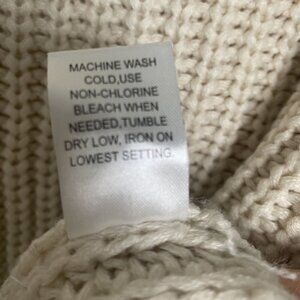 MACHINE WASH
COLD,USE
NON-CHLORINE
BLEACH WHEN
NEEDED,TUMBLE
DRY LOW, IRON ON
LOWEST SETTING.